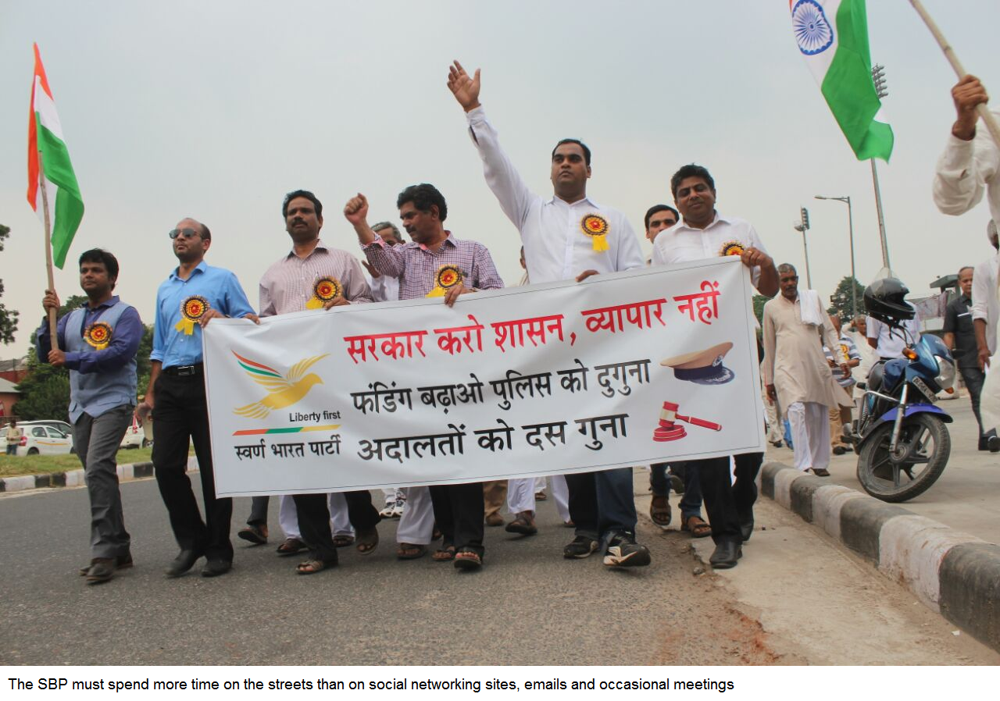 सरकार करो शासन, व्यापार नहीं
फंडिंग बढ़ाओ पुलिस को दुगुना
अदालतों को दस गुना
Liberty first
स्वर्ण भारत पार्टी
The SBP must spend more time on the streets than on social networking sites, emails and occasional meetings